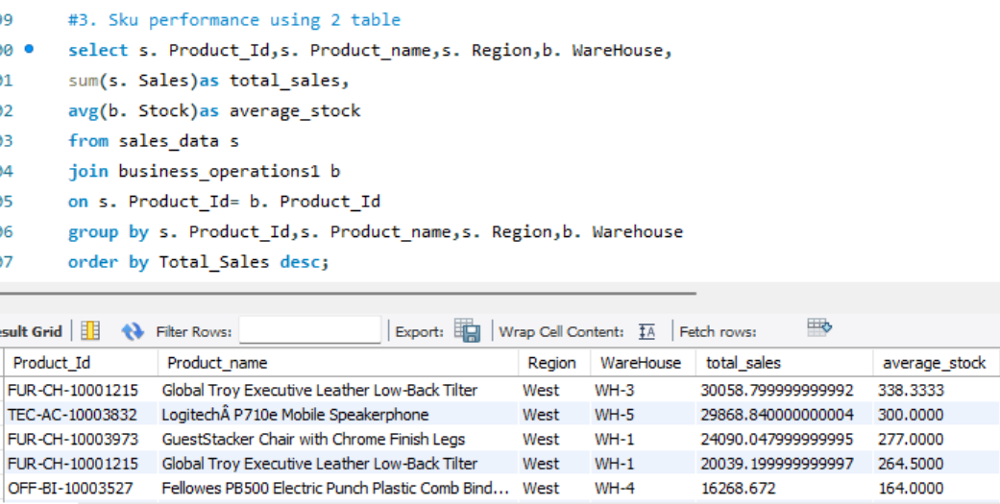 99 #3. Sku performance using 2 table
00 select s. Product_Id,s. Product_name,s. Region,b. WareHouse,
01 sum(s. Sales)as total_sales,
02 avg(b. Stock)as average_stock
03 from sales_data s
04 join business_operations1 b
05 on s. Product_Id= b. Product_Id
06 group by s. Product_Id,s. Product_name,s. Region,b. Warehouse
07 order by Total_Sales desc;
esult Grid Filter Rows: Export: Wrap Cell Content: IA Fetch rows:
Product_Id Product_name Region WareHouse total_sales average_stock
FUR-CH-10001215 Global Troy Executive Leather Low-Back Tilter West WH-3 30058.799999999992 338.3333
TEC-AC-10003832 Logitech P710e Mobile Speakerphone West WH-5 29868.840000000004 300.0000
FUR-CH-10003973 GuestStacker Chair with Chrome Finish Legs West WH-1 24090.047999999995 277.0000
FUR-CH-10001215 Global Troy Executive Leather Low-Back Tilter West WH-1 20039.199999999997 264.5000
OFF-BI-10003527 Fellowes PB500 Electric Punch Plastic Comb Bind... West WH-4 16268.672 164.0000